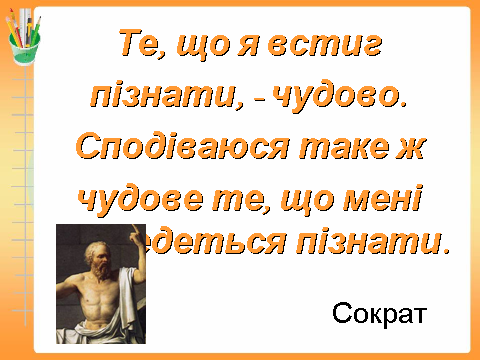 Те, що я встиг
пізнати, - чудово.
Сподіваюся таке ж
чудове те, що мені
пізнати.
Сократ